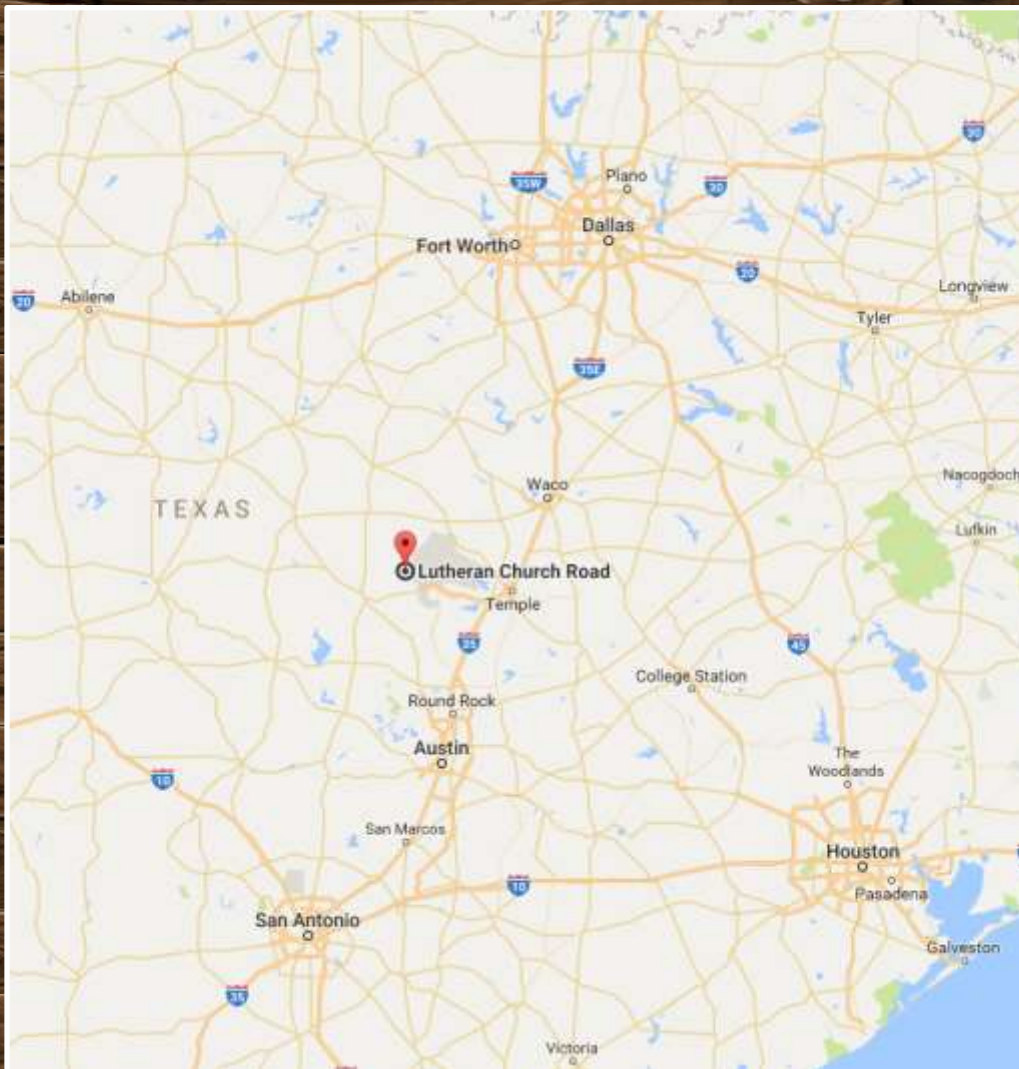 Plano
35W
30
30
Dallas
Fort Worth
20
Longview
20
Abilene
Tyler
35E
Waco
Nacogdoch
TEXAS
Lufkin
Lutheran Church Road
Temple
35
45
College Station
Round Rock
Austin
The
Woodlands
10
San Marcos
Houston
10
Pasadena
San Antonio
Galveston
35
Victoria